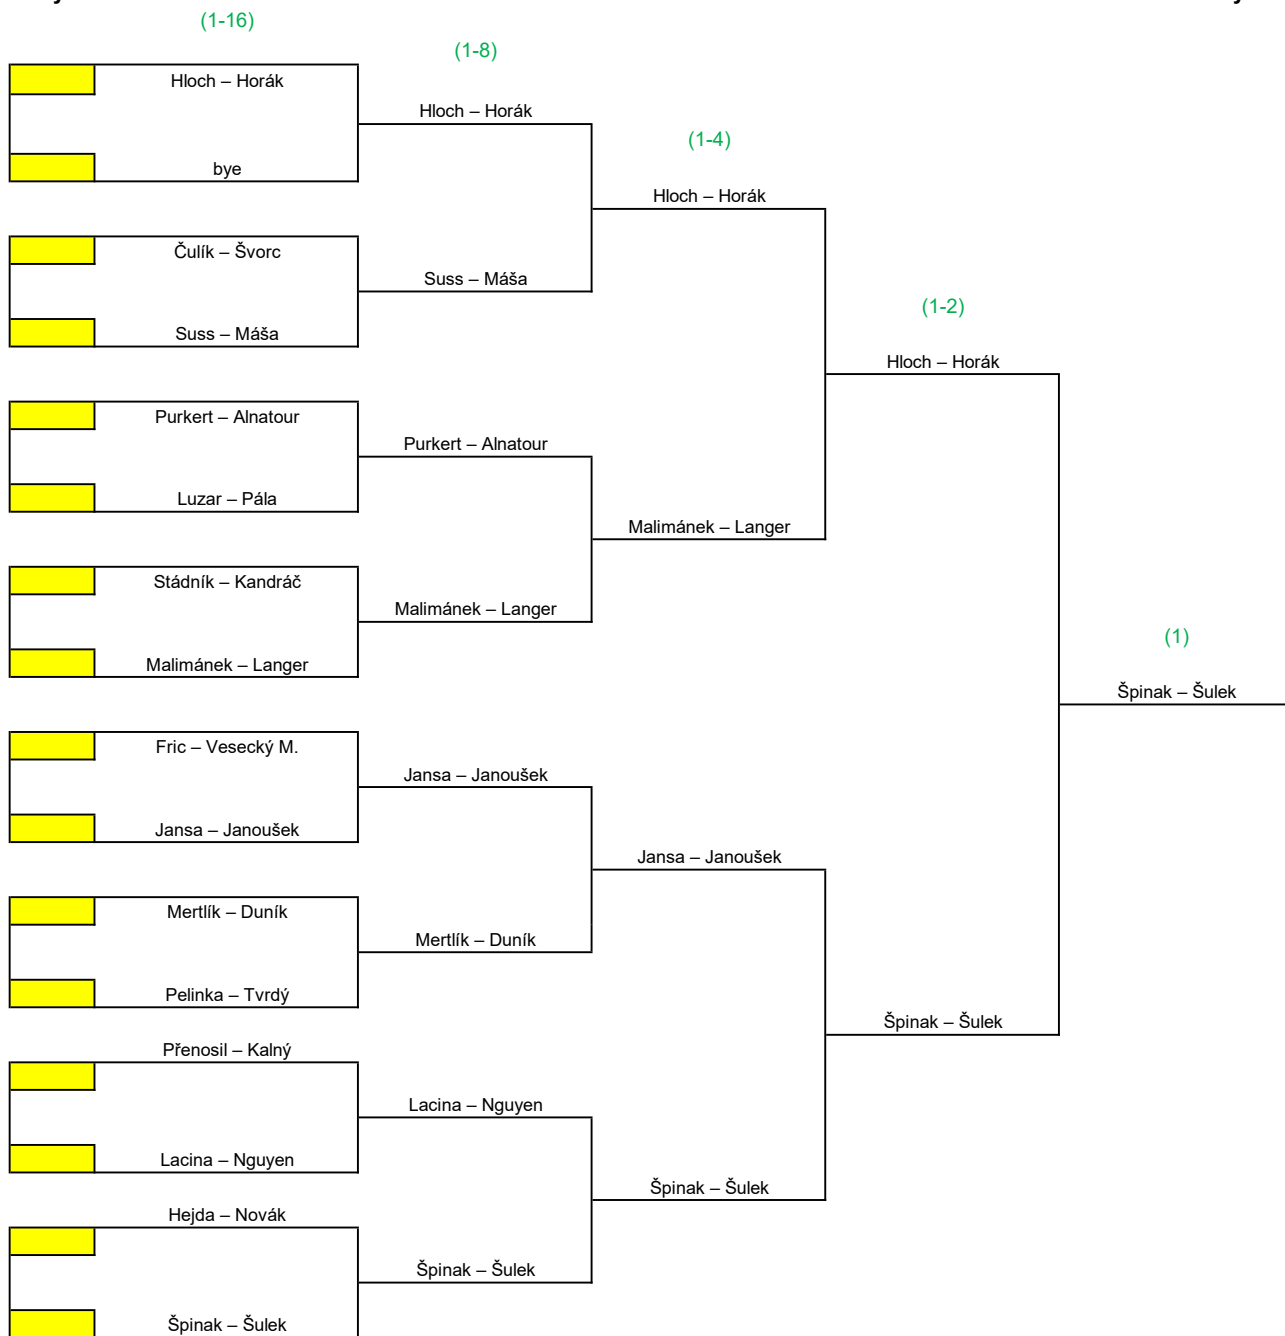 (1-16)
(1-8)
(1-4)
(1-2)
(1)
Hloch – Horák
bye
Čulík – Švorc
Suss – Máša
Purkert – Alnatour
Luzar – Pála
Stádník – Kandráč
Malimánek – Langer
Fric – Vesecký M.
Jansa – Janoušek
Mertlík – Duník
Pelinka – Tvrdý
Přenosil – Kalný
Lacina – Nguyen
Hejda – Novák
Špinak – Šulek
Hloch – Horák
Suss – Máša
Purkert – Alnatour
Malimánek – Langer
Jansa – Janoušek
Mertlík – Duník
Lacina – Nguyen
Špinak – Šulek
Hloch – Horák
Malimánek – Langer
Jansa – Janoušek
Špinak – Šulek
Hloch – Horák
Špinak – Šulek
Špinak – Šulek